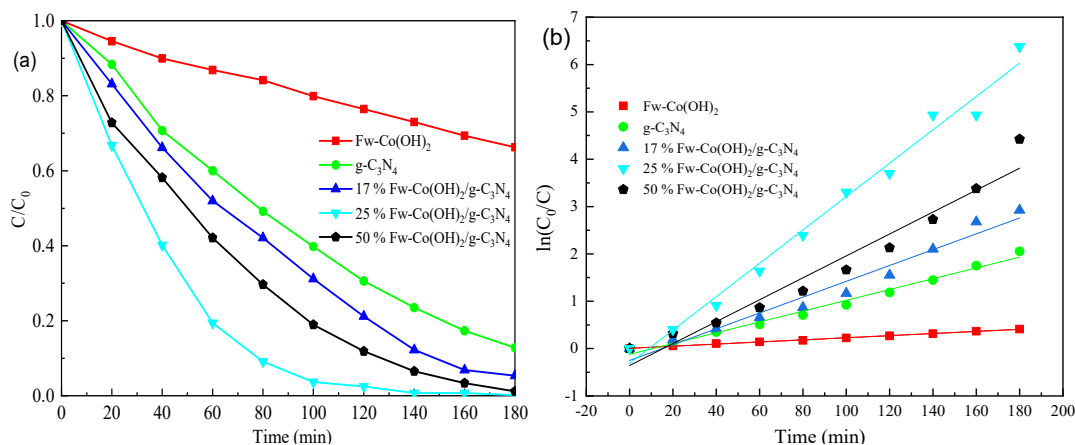 (a)
C/C₀
1.0
0.8
0.6
0.4
0.2
0.0
0 20 40 60 80 100 120 140 160 180
Time (min)
Fw-Co(OH)₂
g-C₃N₄
17 % Fw-Co(OH)₂/g-C₃N₄
25 % Fw-Co(OH)₂/g-C₃N₄
50 % Fw-Co(OH)₂/g-C₃N₄
(b)
ln(C₀/C)
7
6
5
4
3
2
1
0
-1
-20 0 20 40 60 80 100 120 140 160 180 200
Time (min)
Fw-Co(OH)₂
g-C₃N₄
17 % Fw-Co(OH)₂/g-C₃N₄
25 % Fw-Co(OH)₂/g-C₃N₄
50 % Fw-Co(OH)₂/g-C₃N₄